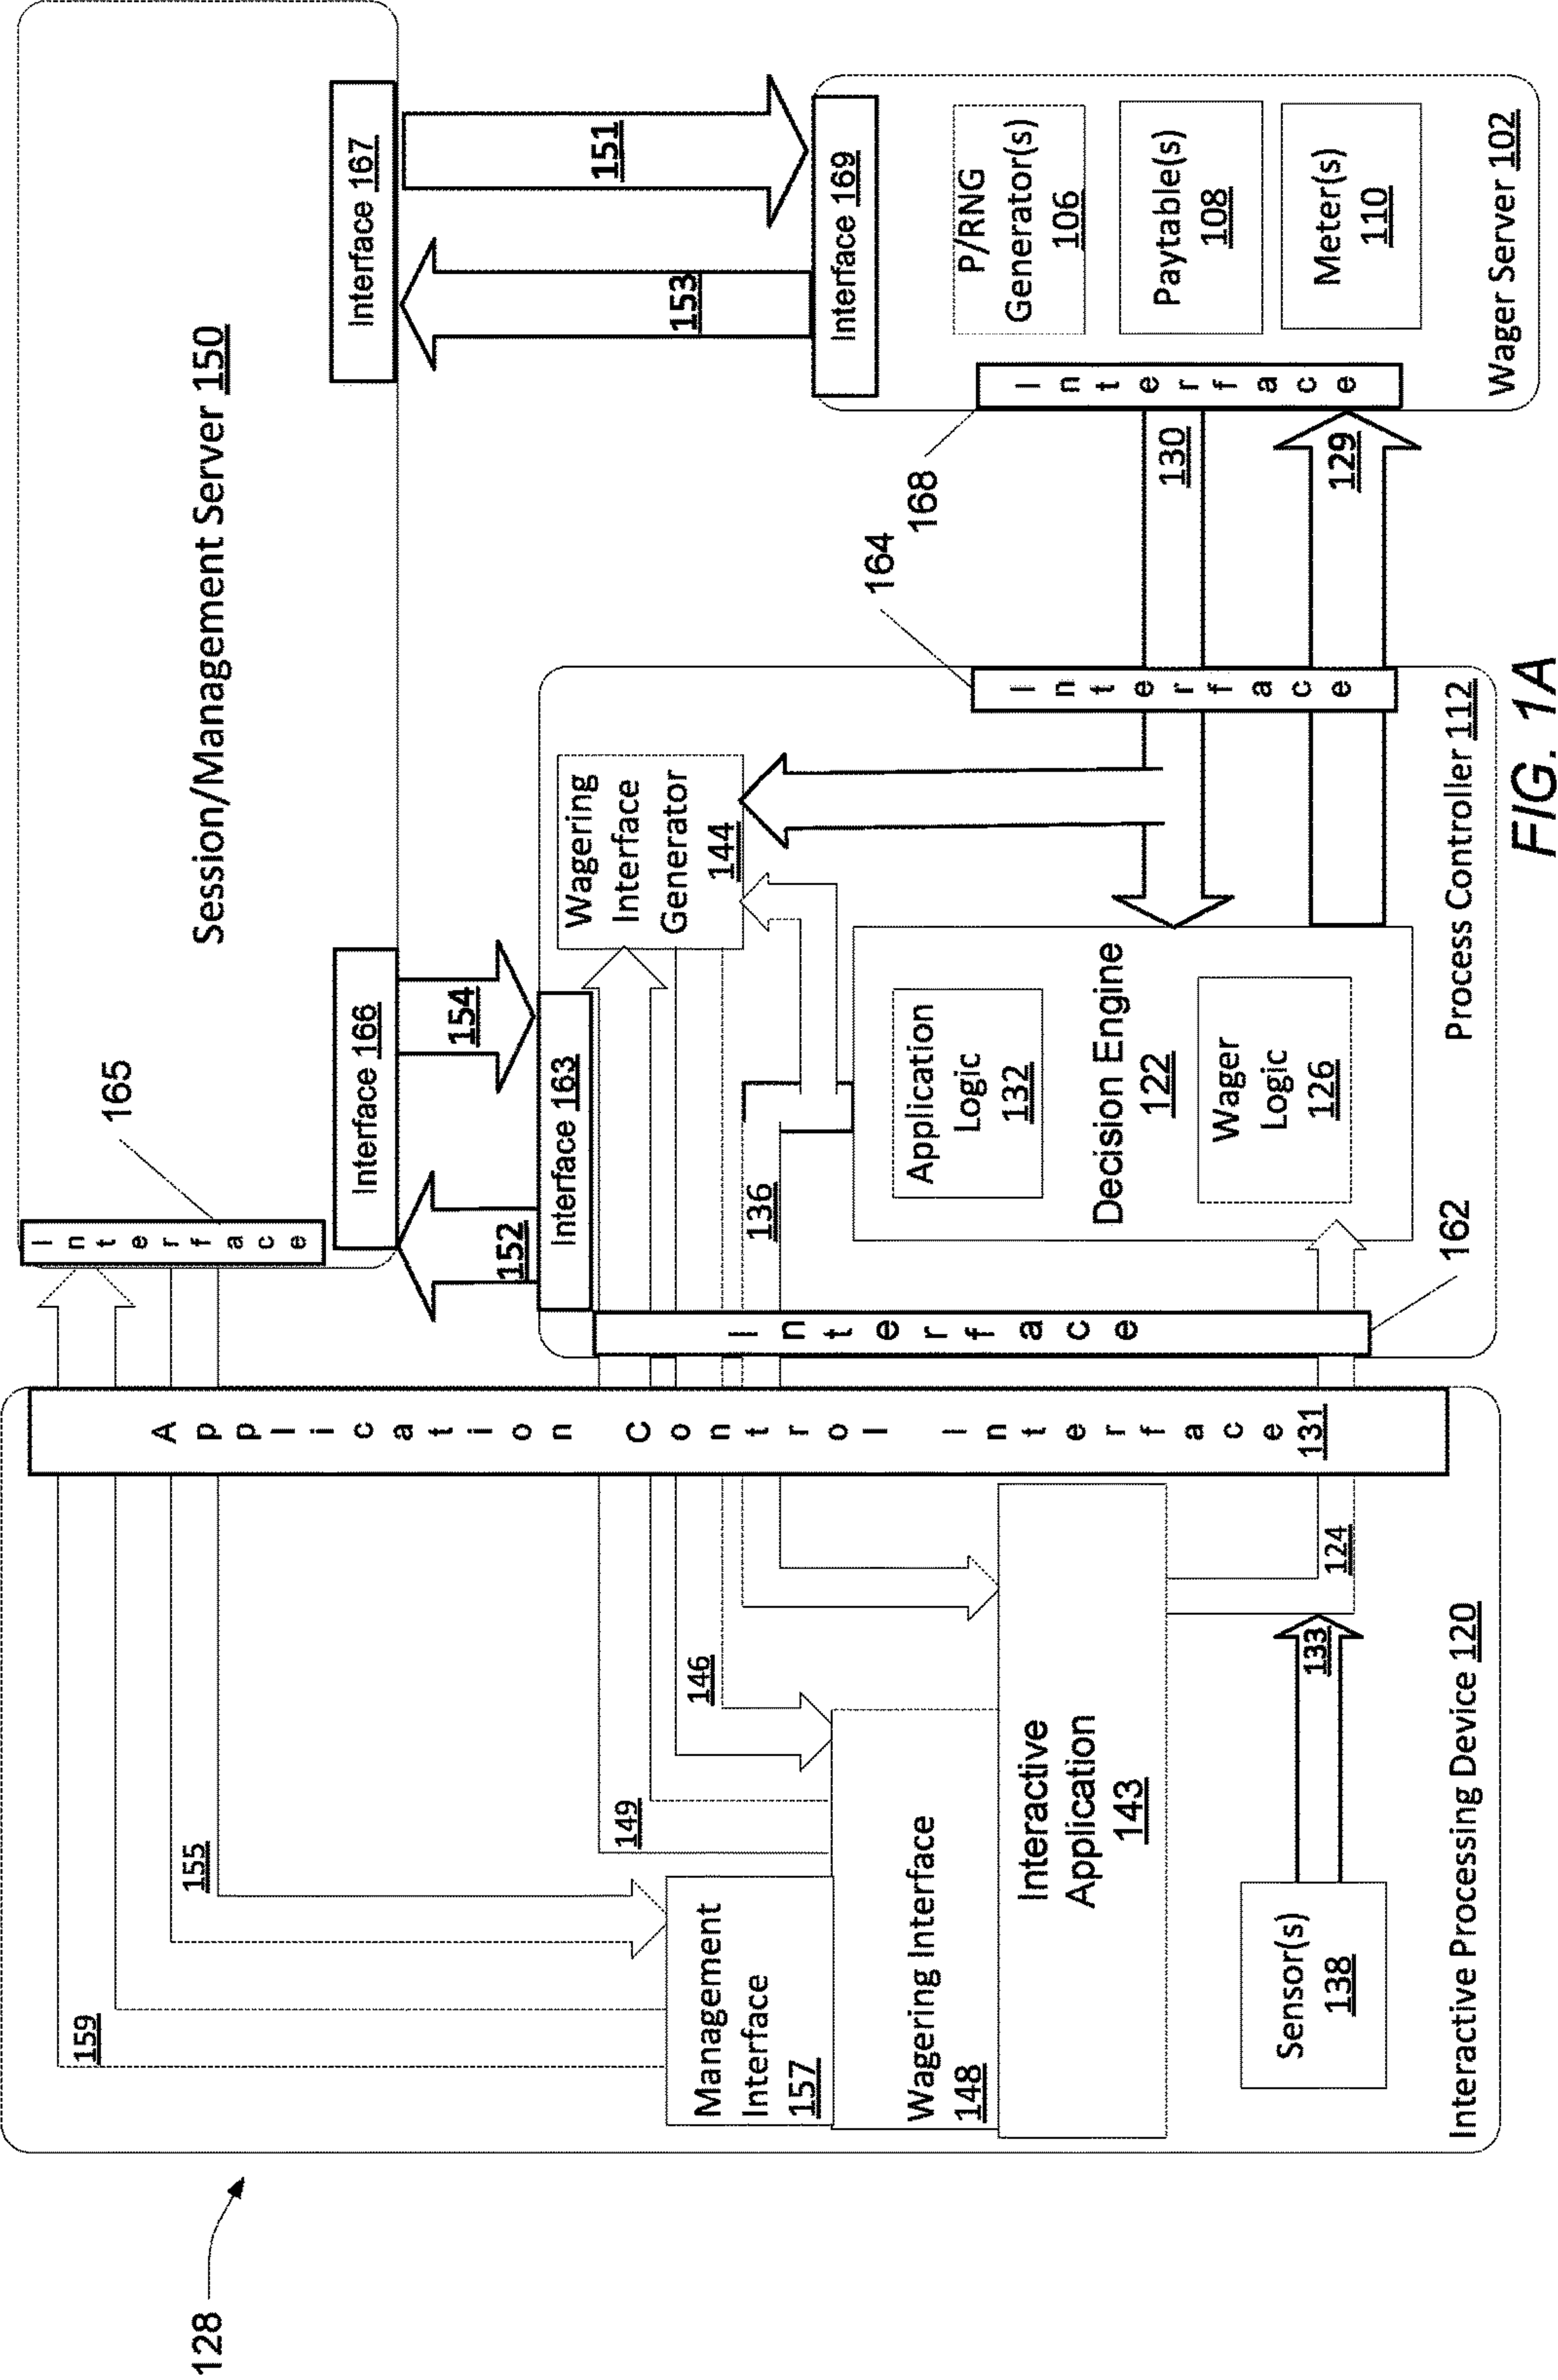 128
159
155
149
146
Management
Interface
157
Wagering Interface
148
Interactive
Application
143
Sensor(s)
138
133
124
Interactive Processing Device 120
Application Control Interface 131
Interface
165
Session/Management Server 150
Interface 166
Interface 167
152
154
153
151
Interface 163
Interface
162
136
Wagering
Interface
Generator
144
Application
Logic
132
Decision Engine
122
Wager
Logic
126
Process Controller 112
Interface
164
130
129
168
Interface
Interface 169
P/RNG
Generator(s)
106
Paytable(s)
108
Meter(s)
110
Wager Server 102
FIG. 1A